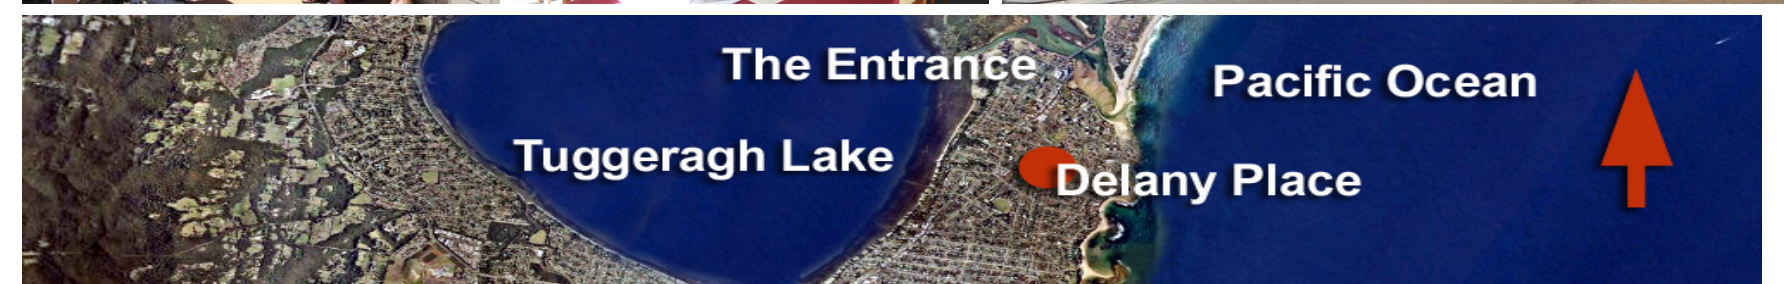 The Entrance
Pacific Ocean
Tuggeragh Lake
Delany Place